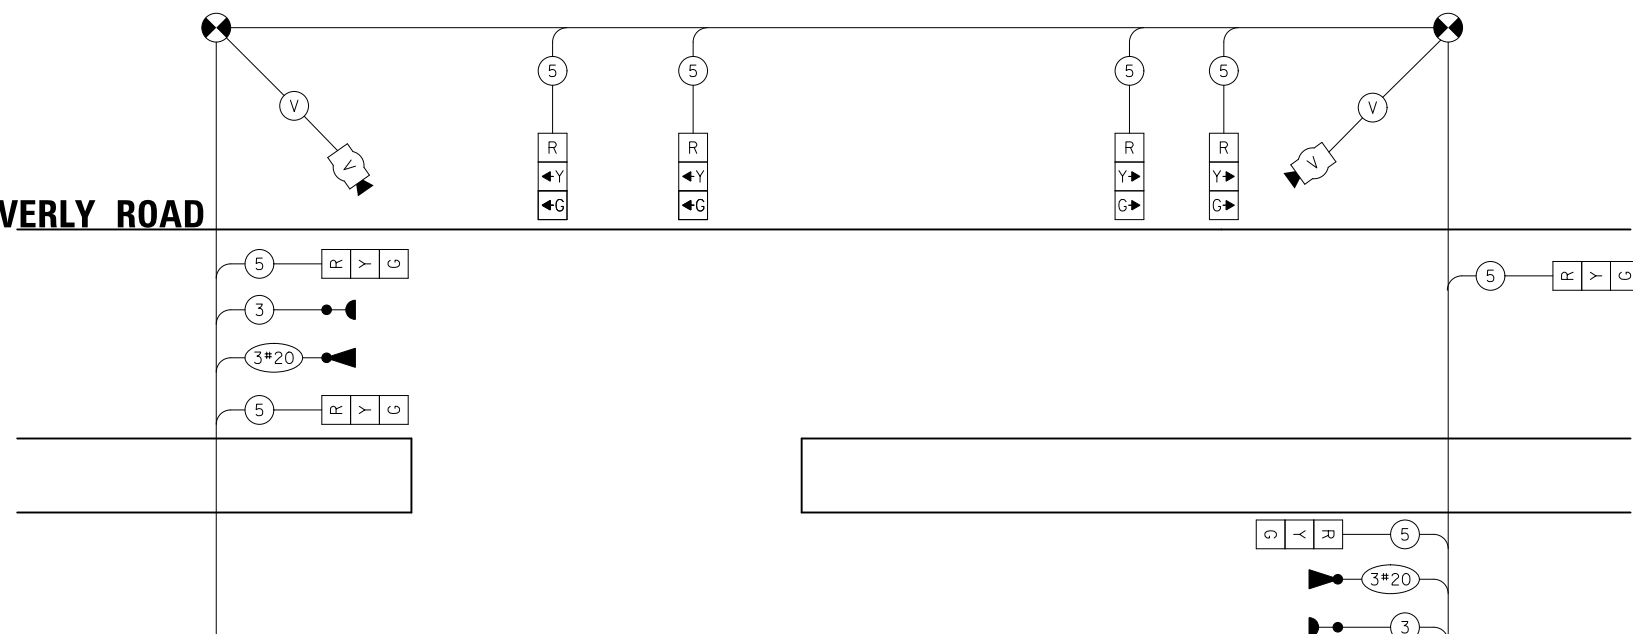 5 5 5 5
V V
R R R R
←Y ←Y Y→ Y→
V V
←G ←G G→ G→
VERLY ROAD
5 R Y G
5 R Y G
3
3#20
5 R Y G
G Y R 5
3#20
3